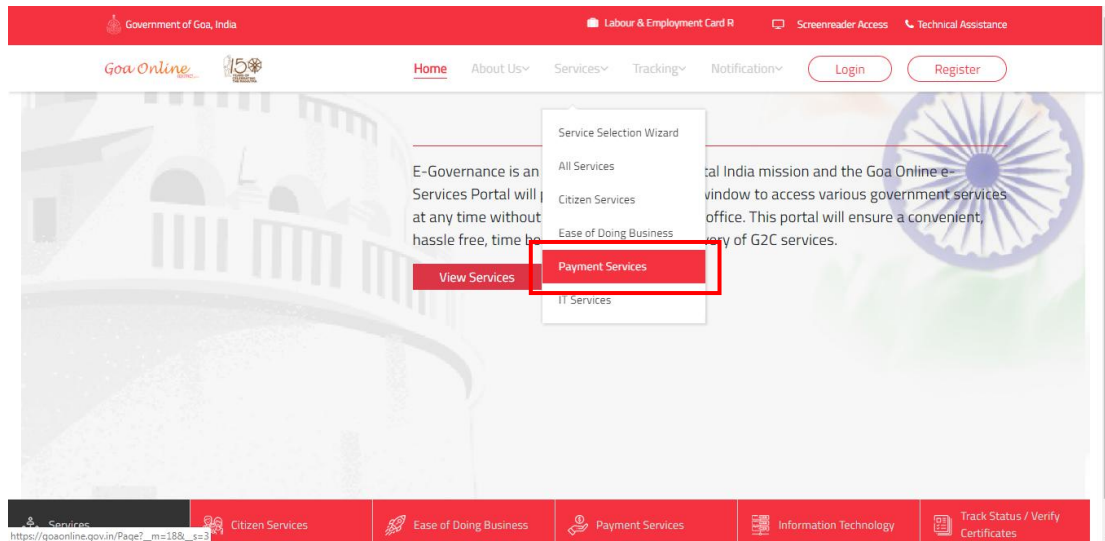 Government of Goa, India
Labour & Employment Card R
Screenreader Access
Technical Assistance
Goa Online
150
Home
About Us
Services
Tracking
Notification
Login
Register
Service Selection Wizard
All Services
Citizen Services
Ease of Doing Business
Payment Services
IT Services
E-Governance is an tal India mission and the Goa Online e-
Services Portal will window to access various government services
at any time without office. This portal will ensure a convenient,
hassle free, time very of G2C services.
View Services
Services
Citizen Services
Ease of Doing Business
Payment Services
Information Technology
Track Status / Verify
Certificates
https://goaonline.gov.in/Page?__m=18&__s=3